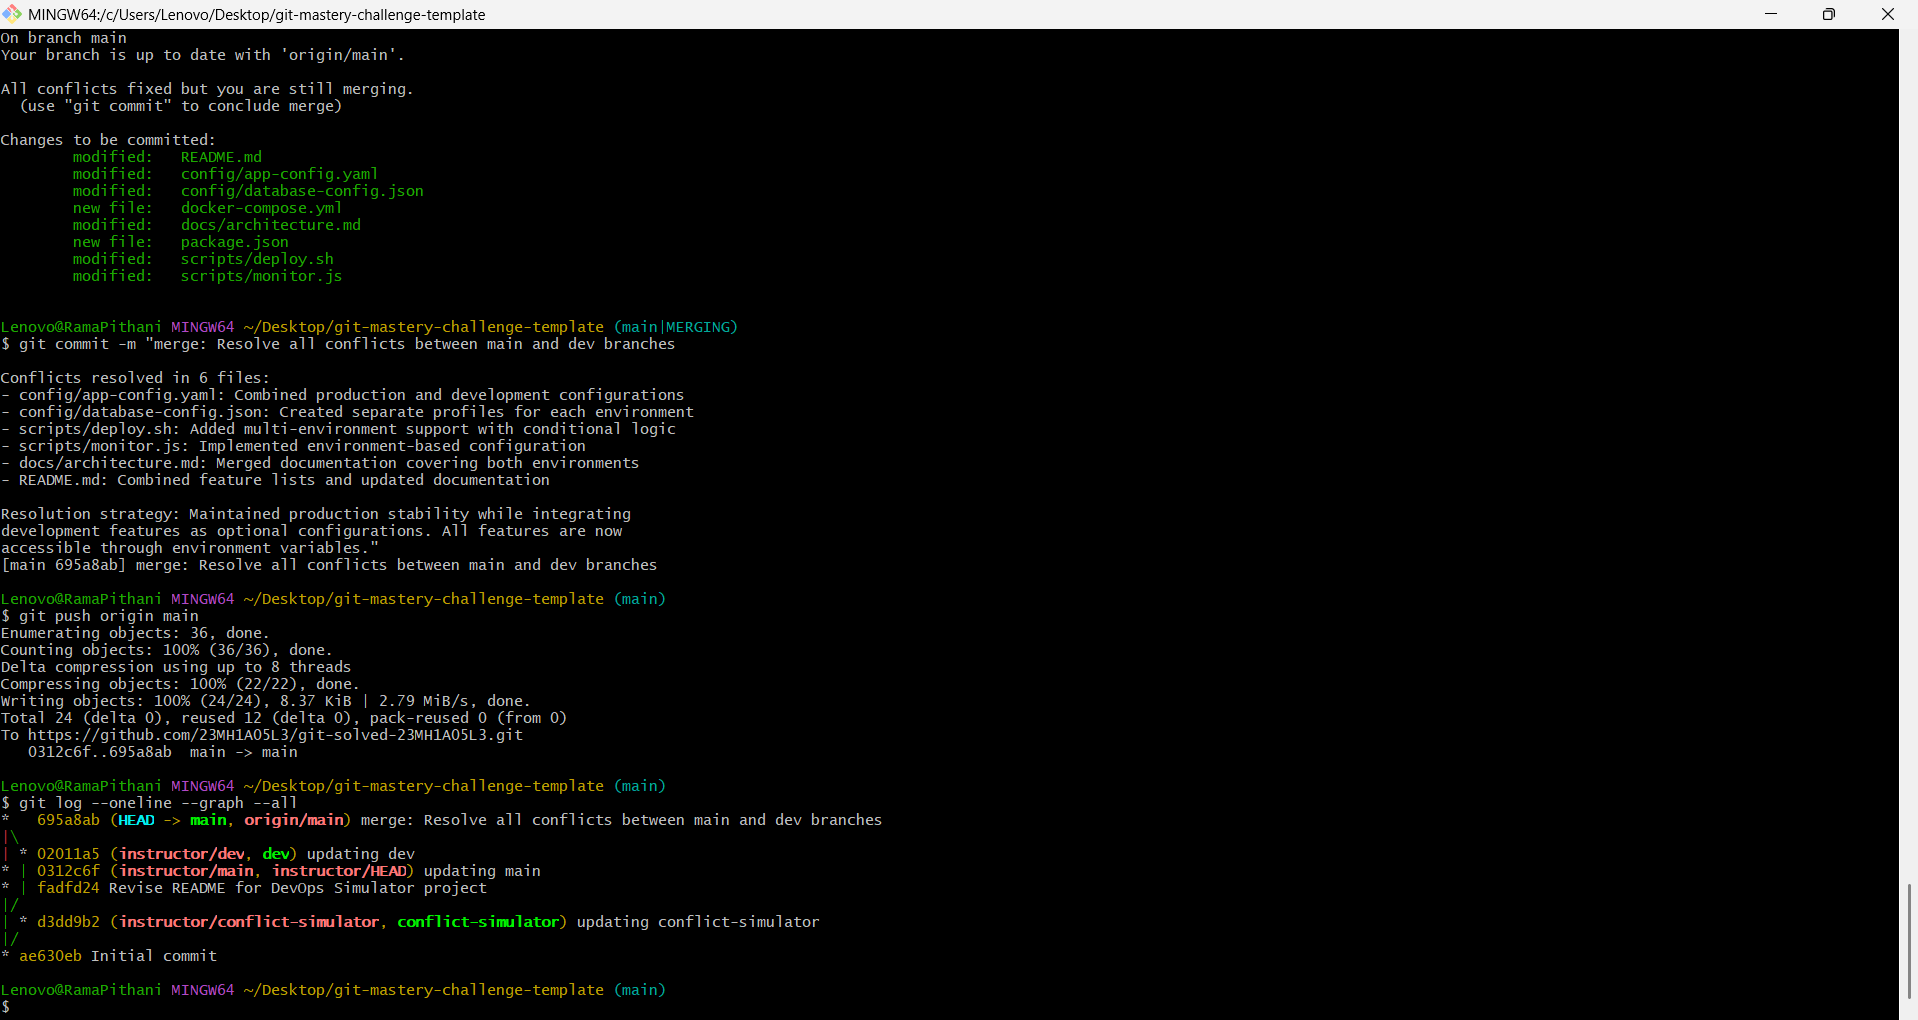 MINGW64:/c/Users/Lenovo/Desktop/git-mastery-challenge-template
On branch main
Your branch is up to date with 'origin/main'.
All conflicts fixed but you are still merging.
  (use "git commit" to conclude merge)
Changes to be committed:
        modified:   README.md
        modified:   config/app-config.yaml
        modified:   config/database-config.json
        new file:   docker-compose.yml
        modified:   docs/architecture.md
        new file:   package.json
        modified:   scripts/deploy.sh
        modified:   scripts/monitor.js
Lenovo@RamaPithani MINGW64 ~/Desktop/git-mastery-challenge-template (main|MERGING)
$ git commit -m "merge: Resolve all conflicts between main and dev branches
Conflicts resolved in 6 files:
- config/app-config.yaml: Combined production and development configurations
- config/database-config.json: Created separate profiles for each environment
- scripts/deploy.sh: Added multi-environment support with conditional logic
- scripts/monitor.js: Implemented environment-based configuration
- docs/architecture.md: Merged documentation covering both environments
- README.md: Combined feature lists and updated documentation
Resolution strategy: Maintained production stability while integrating
development features as optional configurations. All features are now
accessible through environment variables."
[main 695a8ab] merge: Resolve all conflicts between main and dev branches
Lenovo@RamaPithani MINGW64 ~/Desktop/git-mastery-challenge-template (main)
$ git push origin main
Enumerating objects: 36, done.
Counting objects: 100% (36/36), done.
Delta compression using up to 8 threads
Compressing objects: 100% (22/22), done.
Writing objects: 100% (24/24), 8.37 KiB | 2.79 MiB/s, done.
Total 24 (delta 0), reused 12 (delta 0), pack-reused 0 (from 0)
To https://github.com/23MH1A05L3/git-solved-23MH1A05L3.git
   0312c6f..695a8ab  main -> main
Lenovo@RamaPithani MINGW64 ~/Desktop/git-mastery-challenge-template (main)
$ git log --oneline --graph --all
*   695a8ab (HEAD -> main, origin/main) merge: Resolve all conflicts between main and dev branches
|\
| * 02011a5 (instructor/dev, dev) updating dev
* | 0312c6f (instructor/main, instructor/HEAD) updating main
* | fadfd24 Revise README for DevOps Simulator project
|/
| * d3dd9b2 (instructor/conflict-simulator, conflict-simulator) updating conflict-simulator
|/
* ae630eb Initial commit
Lenovo@RamaPithani MINGW64 ~/Desktop/git-mastery-challenge-template (main)
$